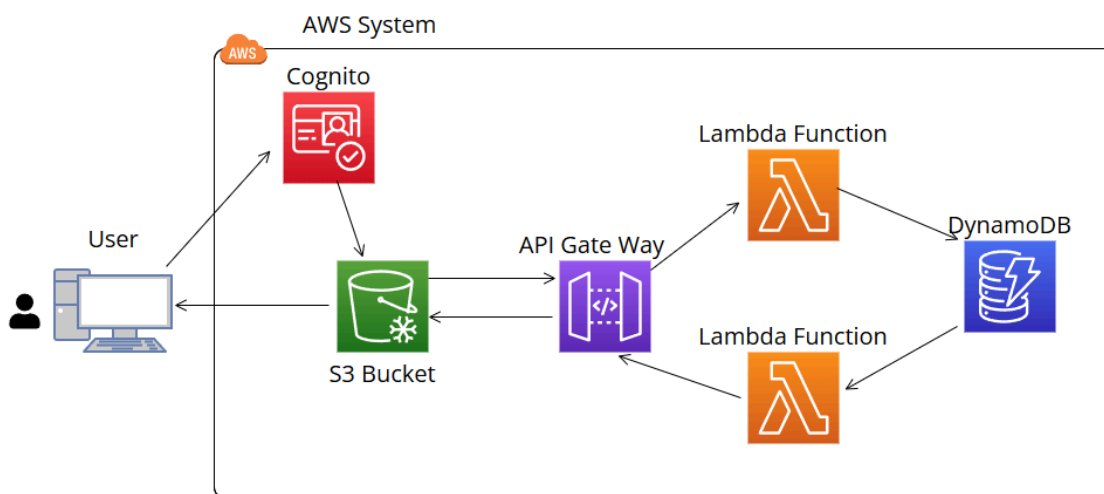 AWS System
AWS
Cognito
Lambda Function
User
API Gate Way
DynamoDB
</>
Lambda Function
S3 Bucket